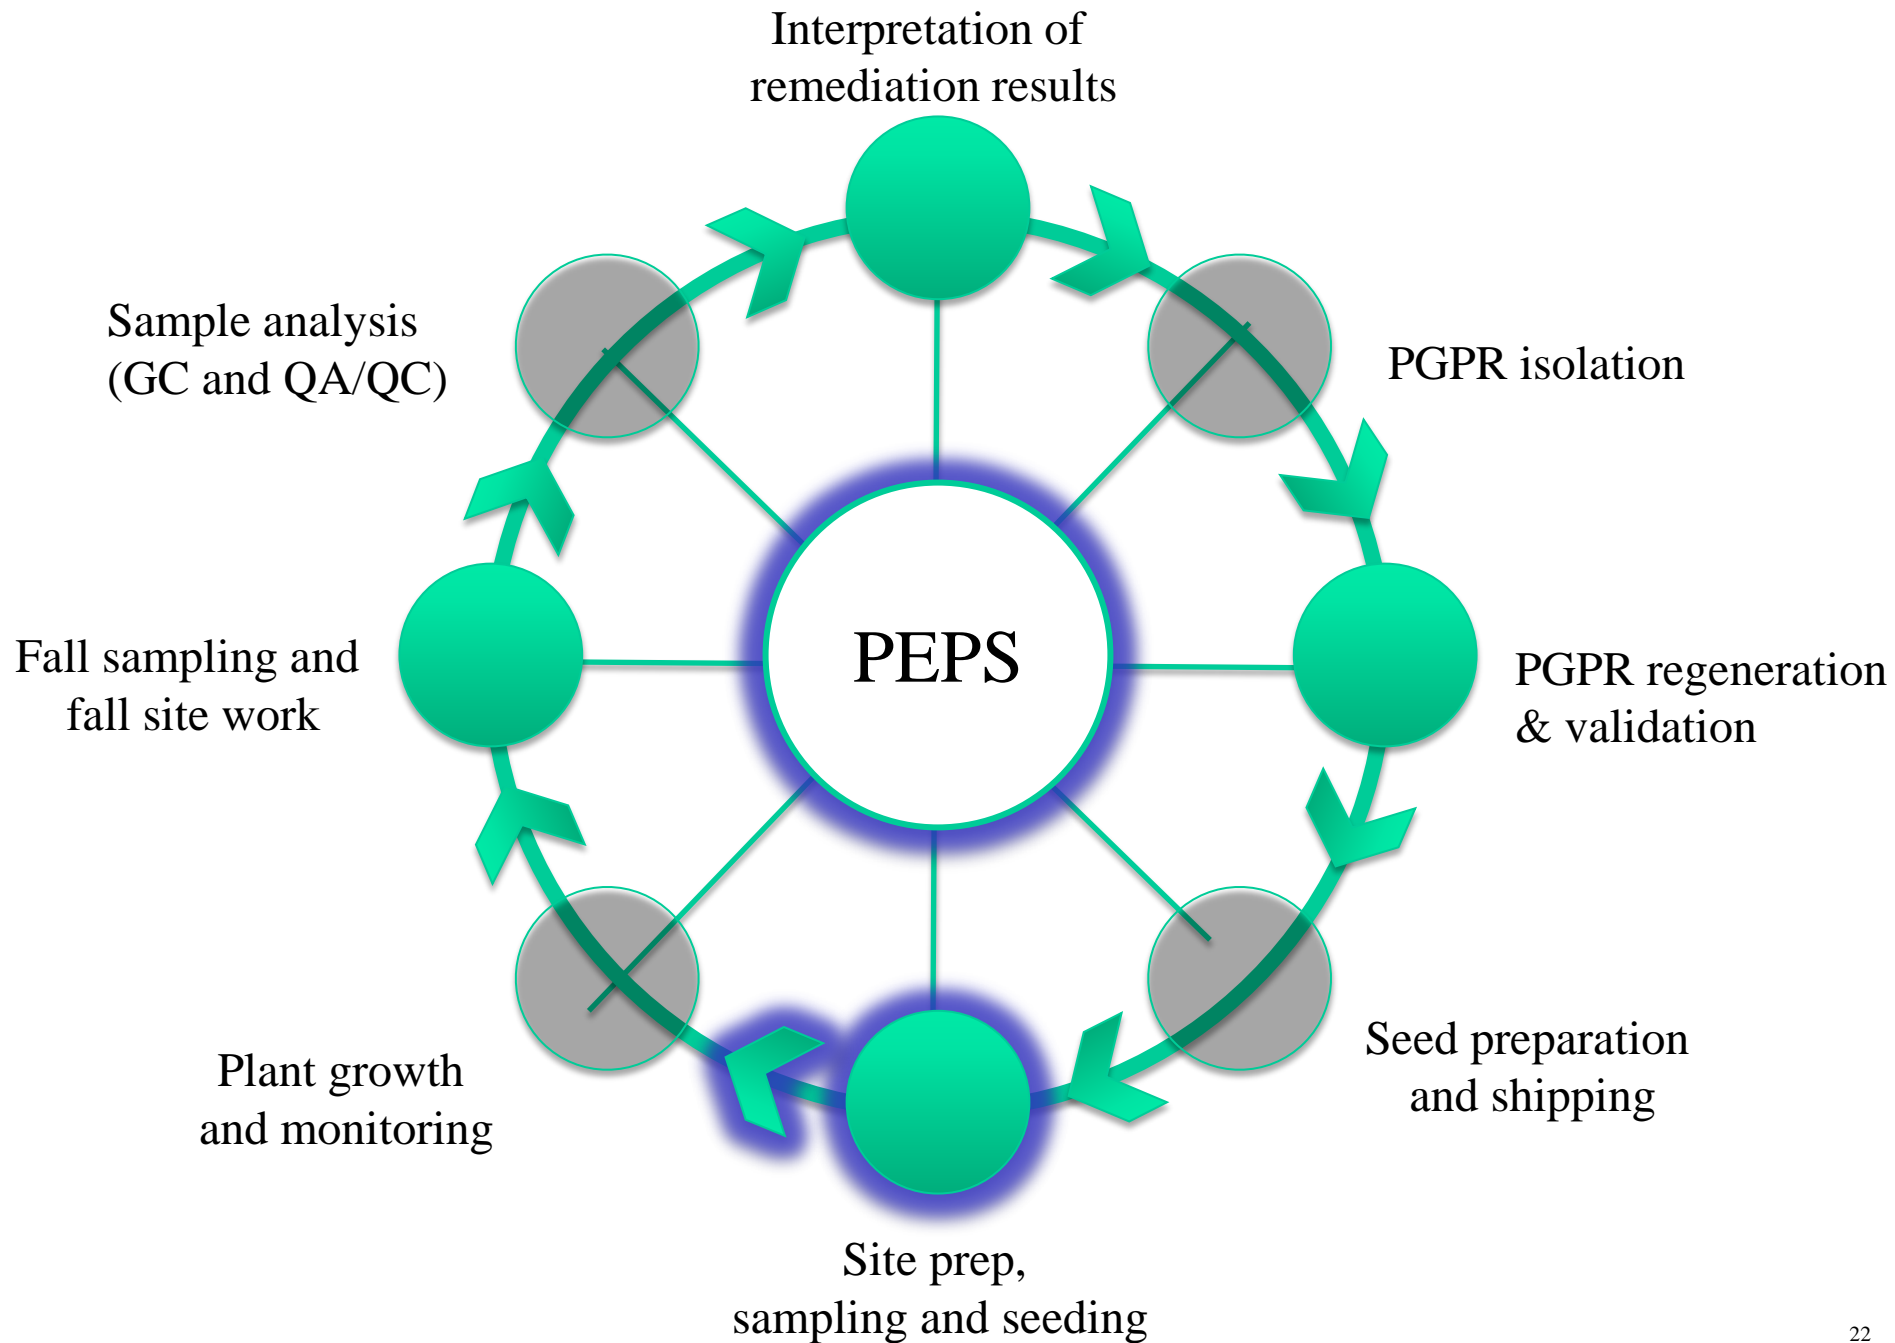 Interpretation of
remediation results
Sample analysis
(GC and QA/QC)
PGPR isolation
PEPS
Fall sampling and
fall site work
PGPR regeneration
& validation
Plant growth
and monitoring
Seed preparation
and shipping
Site prep,
sampling and seeding
22